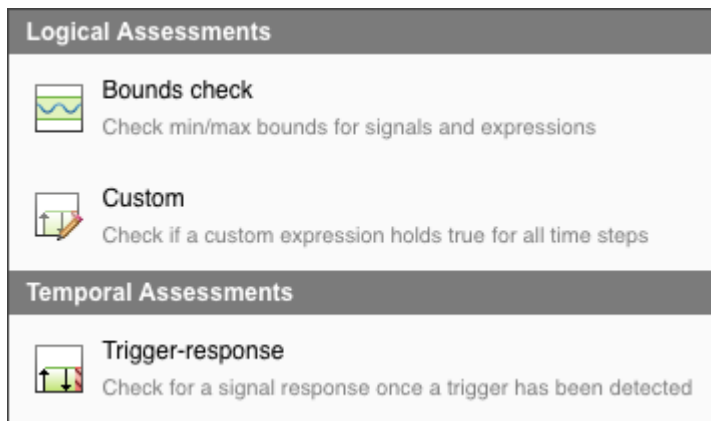 Logical Assessments
Bounds check
Check min/max bounds for signals and expressions
Custom
Check if a custom expression holds true for all time steps
Temporal Assessments
Trigger-response
Check for a signal response once a trigger has been detected